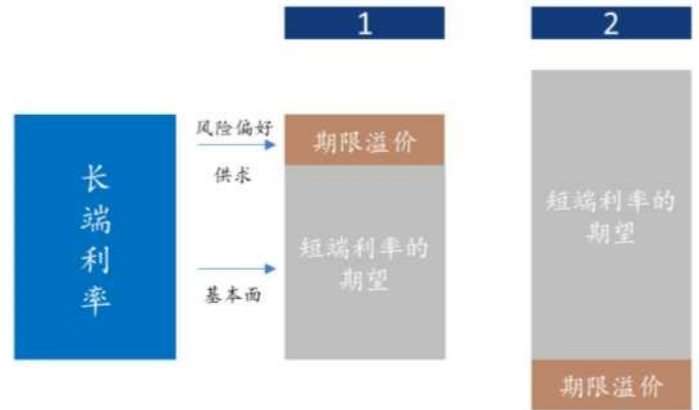 1
2
长
端
利
率
风险偏好
供求
基本面
期限溢价
短端利率的
期望
短端利率的
期望
期限溢价